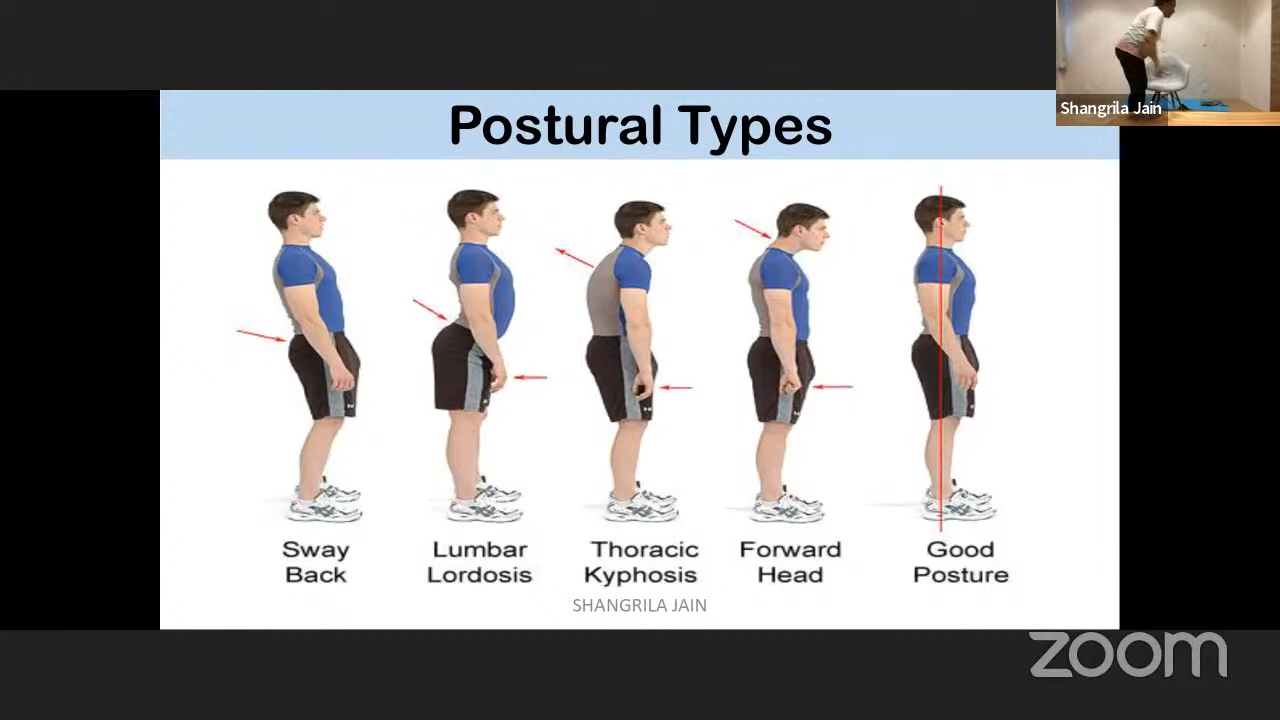 Postural Types
Shangrila Jain
Sway
Back
Lumbar
Lordosis
Thoracic
Kyphosis
Forward
Head
Good
Posture
SHANGRILA JAIN
zoom